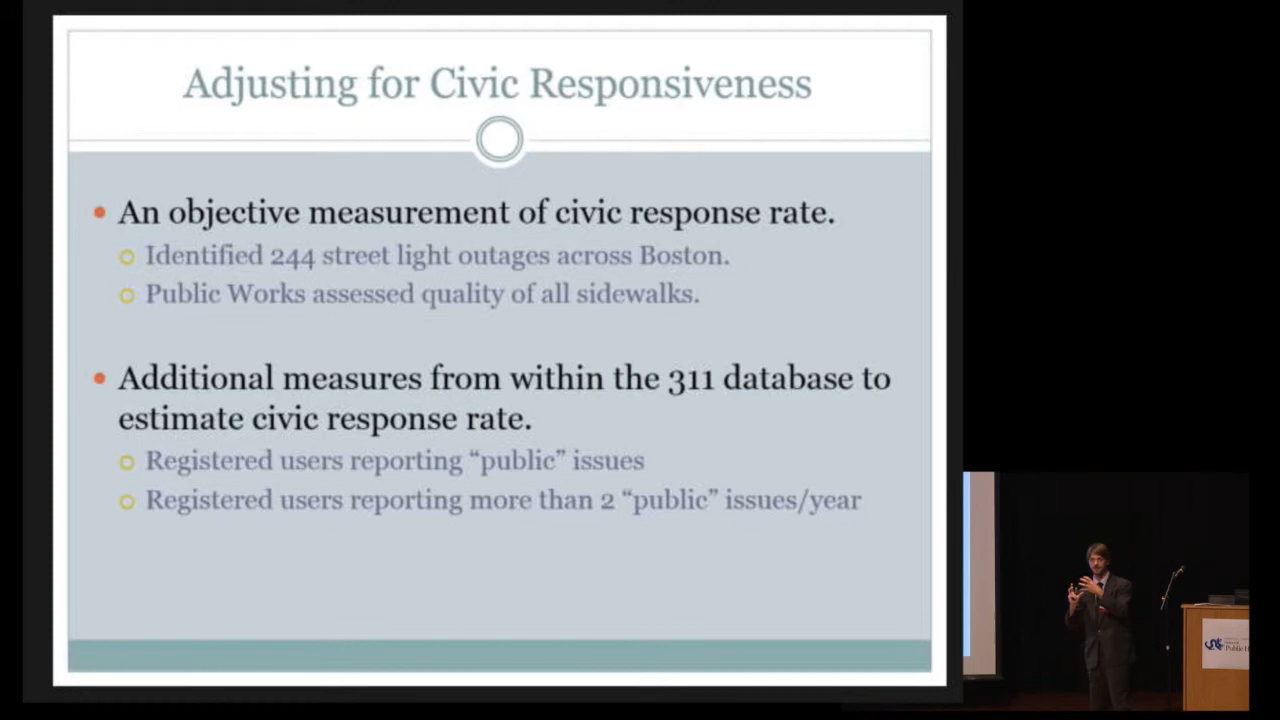 Adjusting for Civic Responsiveness
An objective measurement of civic response rate.
Identified 244 street light outages across Boston.
Public Works assessed quality of all sidewalks.
Additional measures from within the 311 database to
estimate civic response rate.
Registered users reporting “public” issues
Registered users reporting more than 2 “public” issues/year
Public